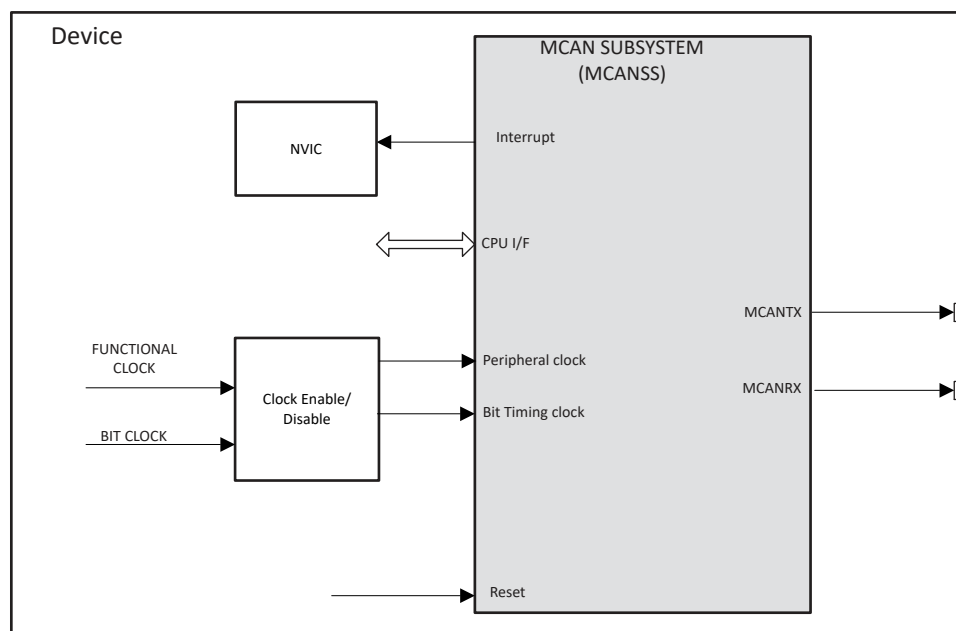 Device
MCAN SUBSYSTEM
(MCANSS)
Interrupt
NVIC
CPU I/F
MCANTX
FUNCTIONAL
CLOCK
Peripheral clock
MCANRX
Clock Enable/
Disable
Bit Timing clock
BIT CLOCK
Reset